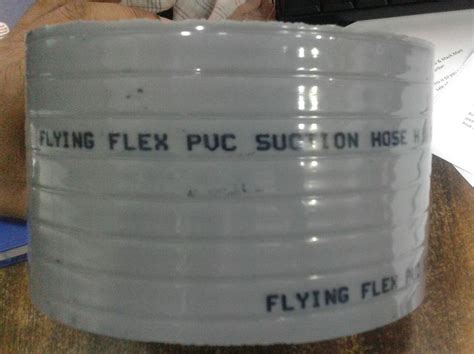 FLYING FLEX PVC SUCTION HOSE
FLYING FLEX